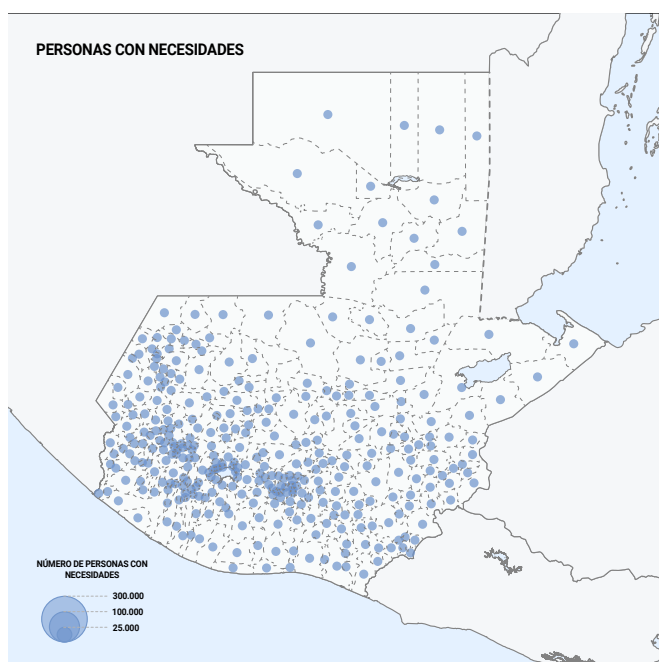 PERSONAS CON NECESIDADES
NÚMERO DE PERSONAS CON
NECESIDADES
300.000
100.000
25.000